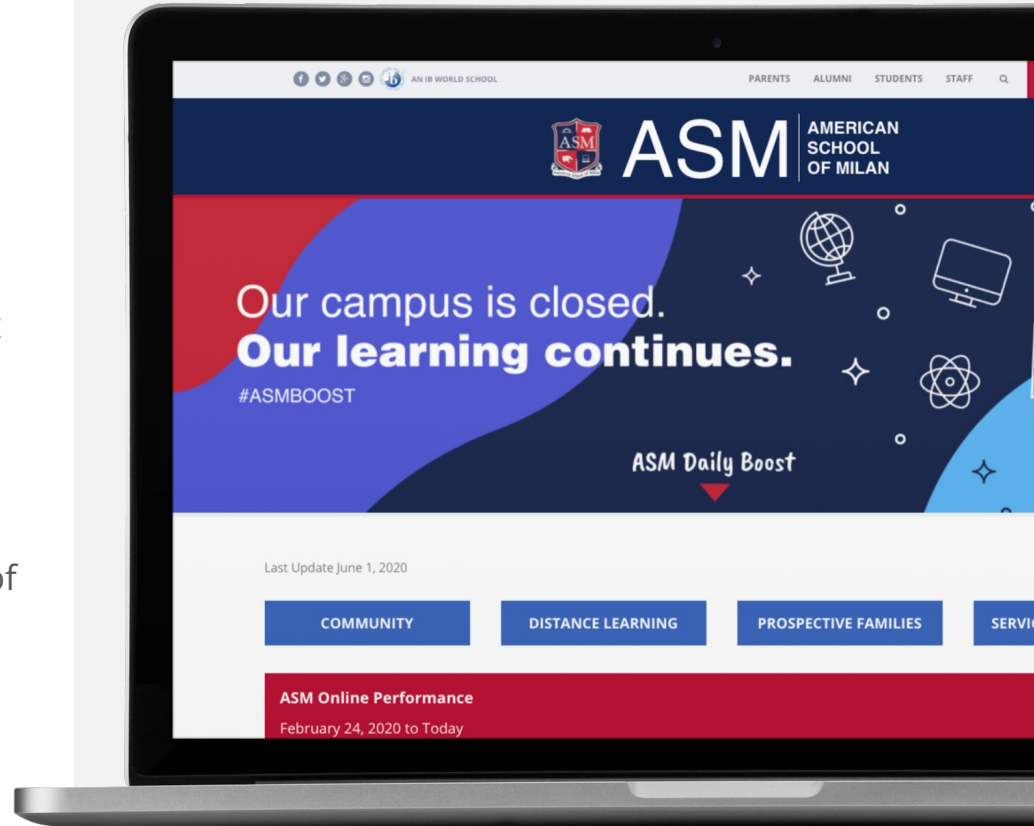 AN IB WORLD SCHOOL
PARENTS ALUMNI STUDENTS STAFF
ASM
ASM AMERICAN
SCHOOL
OF MILAN
Our campus is closed.
Our learning continues.
#ASMBOOST
ASM Daily Boost
of
Last Update June 1, 2020
COMMUNITY DISTANCE LEARNING PROSPECTIVE FAMILIES
ASM Online Performance
February 24, 2020 to Today